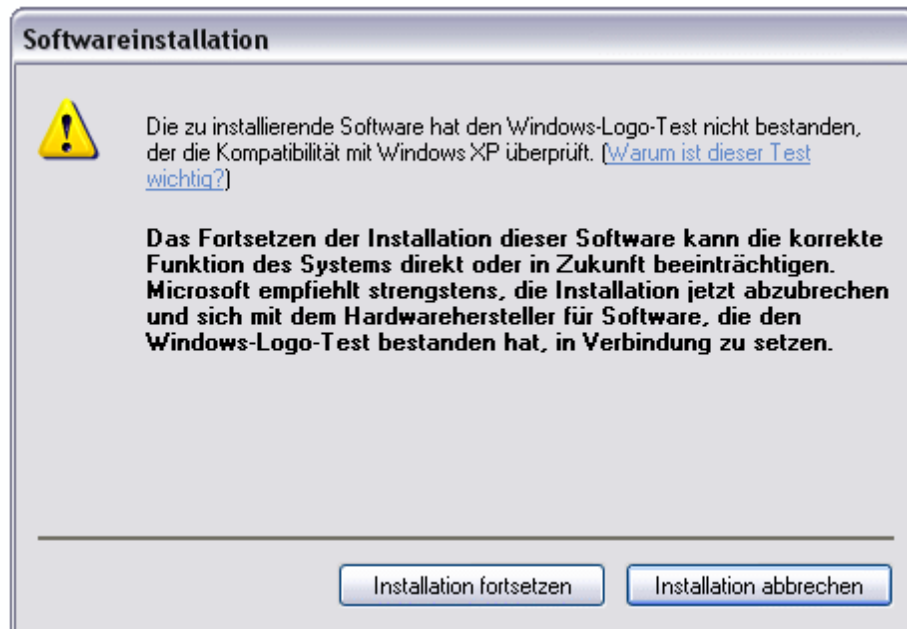 Softwareinstallation
Die zu installierende Software hat den Windows-Logo-Test nicht bestanden,
der die Kompatibilität mit Windows XP überprüft. (Warum ist dieser Test
wichtig?)
Das Fortsetzen der Installation dieser Software kann die korrekte
Funktion des Systems direkt oder in Zukunft beeinträchtigen.
Microsoft empfiehlt strengstens, die Installation jetzt abzubrechen
und sich mit dem Hardwarehersteller für Software, die den
Windows-Logo-Test bestanden hat, in Verbindung zu setzen.
Installation fortsetzen
Installation abbrechen